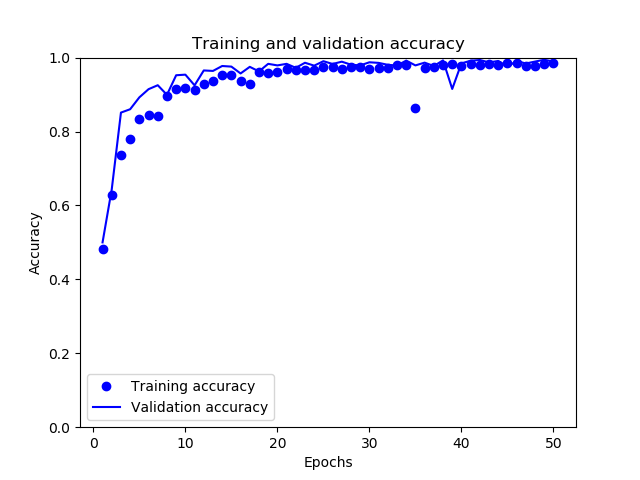 Training and validation accuracy
1.0
0.8
0.6
0.4
0.2
0.0
Accuracy
Training accuracy
Validation accuracy
0 10 20 30 40 50
Epochs